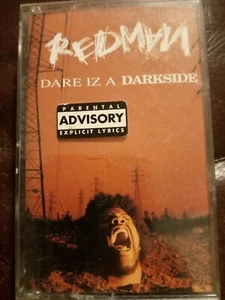 REDMAN
DARE IZ A DARKSIDE
PARENTAL
ADVISORY
EXPLICIT LYRICS